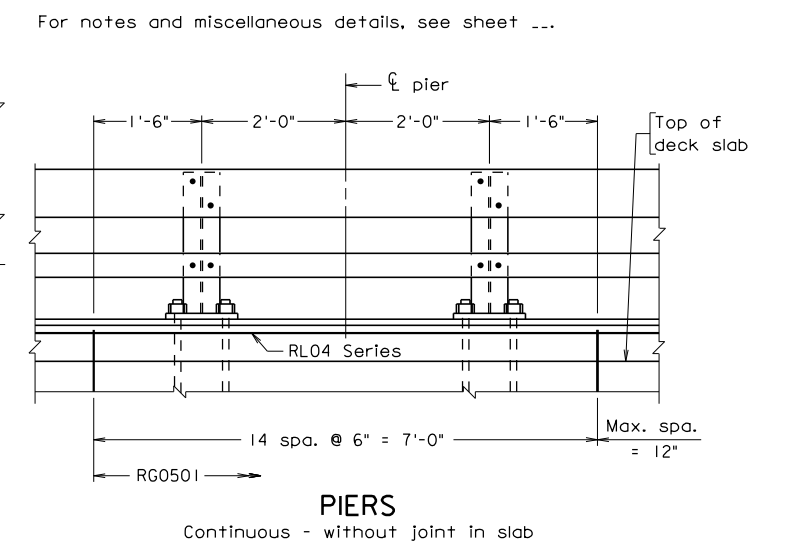 For notes and miscellaneous details, see sheet __.
℄ pier
1'-6" 2'-0" 2'-0" 1'-6"
Top of
deck slab
RL04 Series
14 spa. @ 6" = 7'-0"
Max. spa.
= 12"
RG0501
PIERS
Continuous - without joint in slab